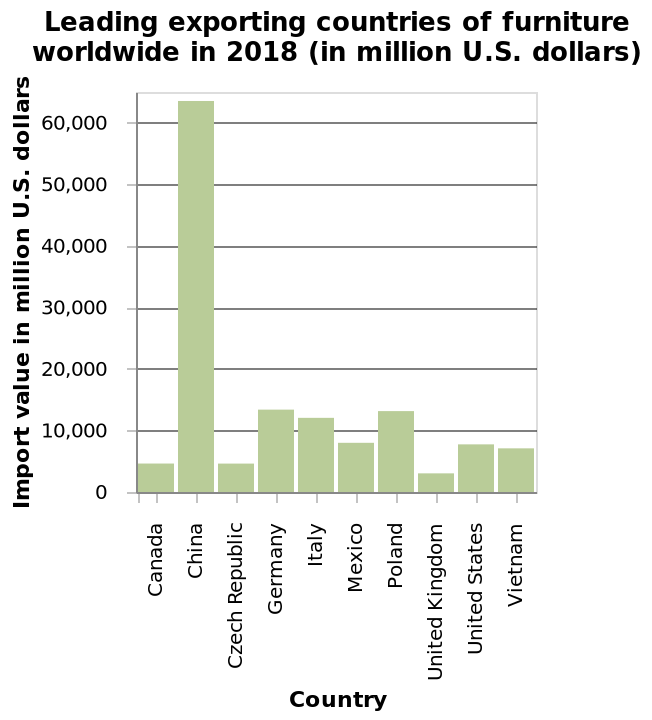 Leading exporting countries of furniture
worldwide in 2018 (in million U.S. dollars)
Import value in million U.S. dollars
60,000
50,000
40,000
30,000
20,000
10,000
0
Canada
China
Czech Republic
Germany
Italy
Mexico
Poland
United Kingdom
United States
Vietnam
Country